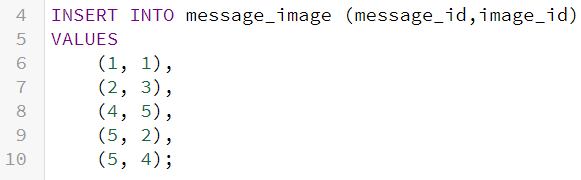 4 INSERT INTO message_image (message_id,image_id)
5 VALUES
6     (1, 1),
7     (2, 3),
8     (4, 5),
9     (5, 2),
10     (5, 4);